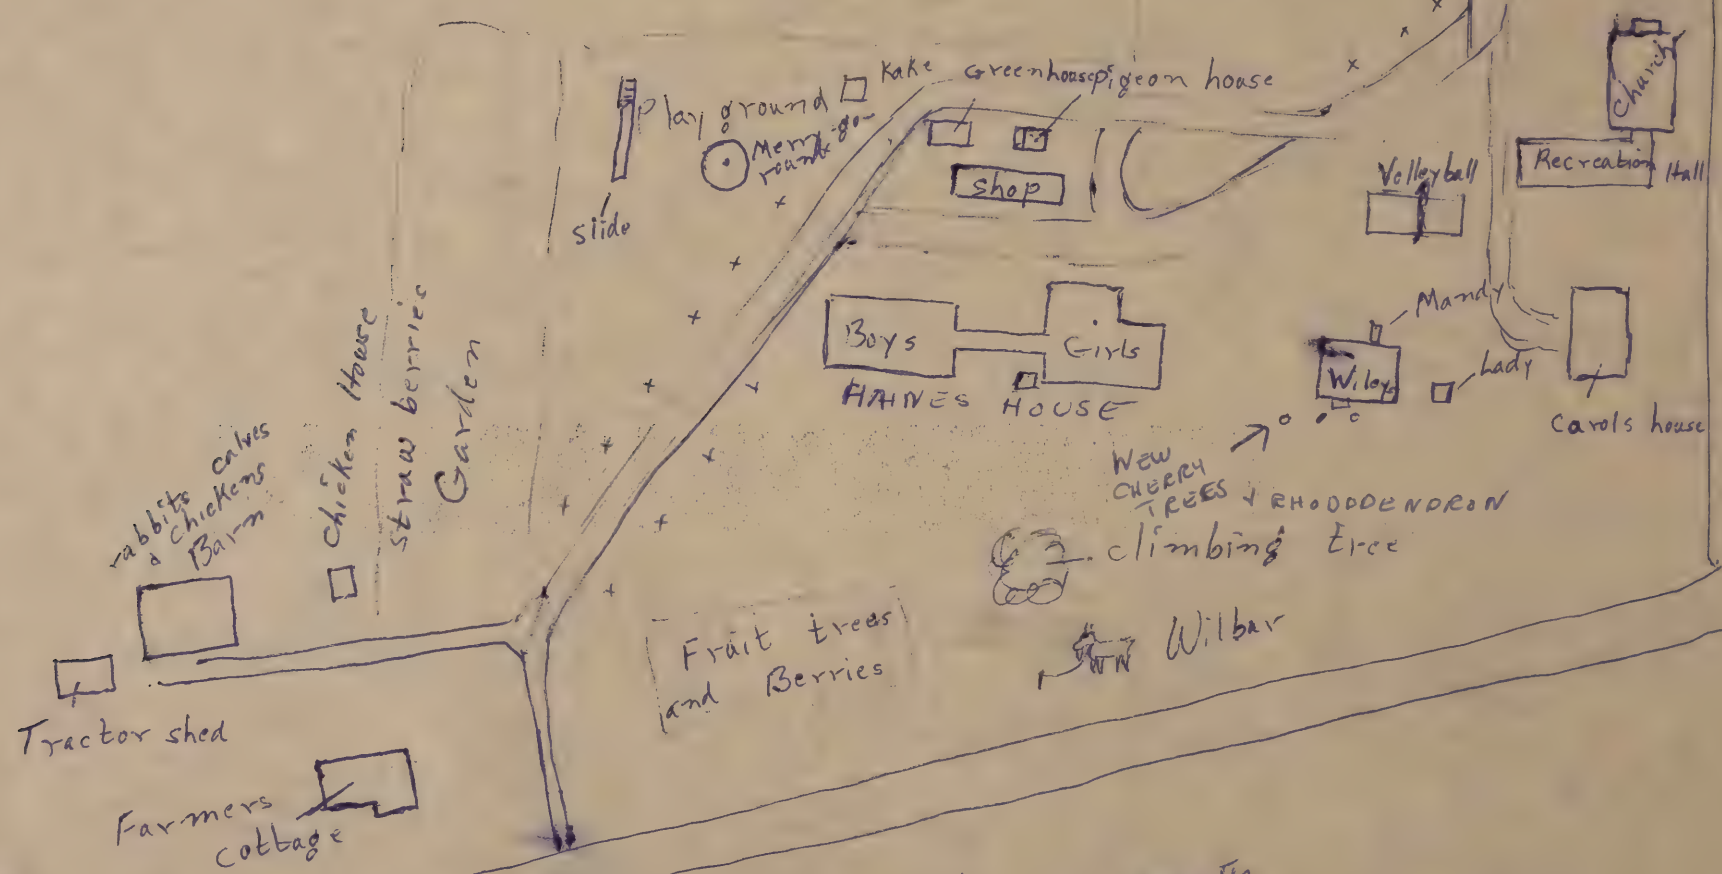 Kake
Greenhouse
pigeon house
Play ground
Merry-go-
round
slide
shop
Church
Recreation Hall
Volleyball
Boys
Girls
HAINES HOUSE
Mandy
Wileys
Lady
Carols house
NEW
CHERRY
TREES & RHODODENDRON
climbing tree
Wilbar
Fruit trees
and Berries
Garden
straw berries
Chicken House
rabbits calves
& chickens
Barn
Tractor shed
Farmers
cottage